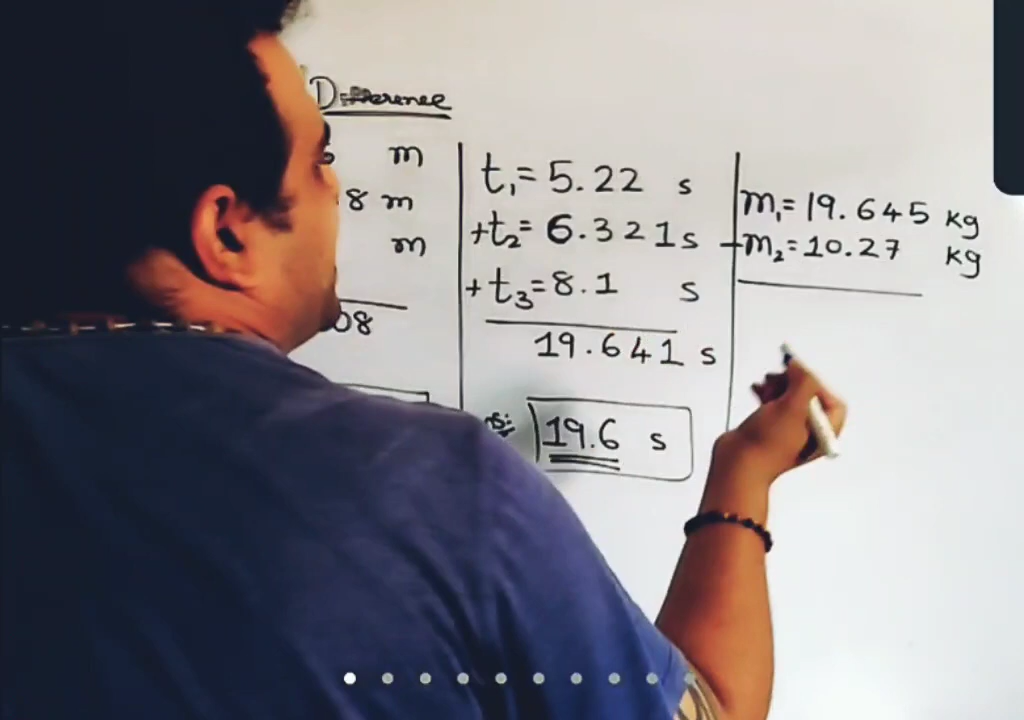 Difference
m
8 m
m
08
t₁= 5.22 s
+t₂= 6.321 s
+ t₃= 8.1 s
19.641 s
19.6 s
m₁= 19.645 kg
-m₂= 10.27 kg